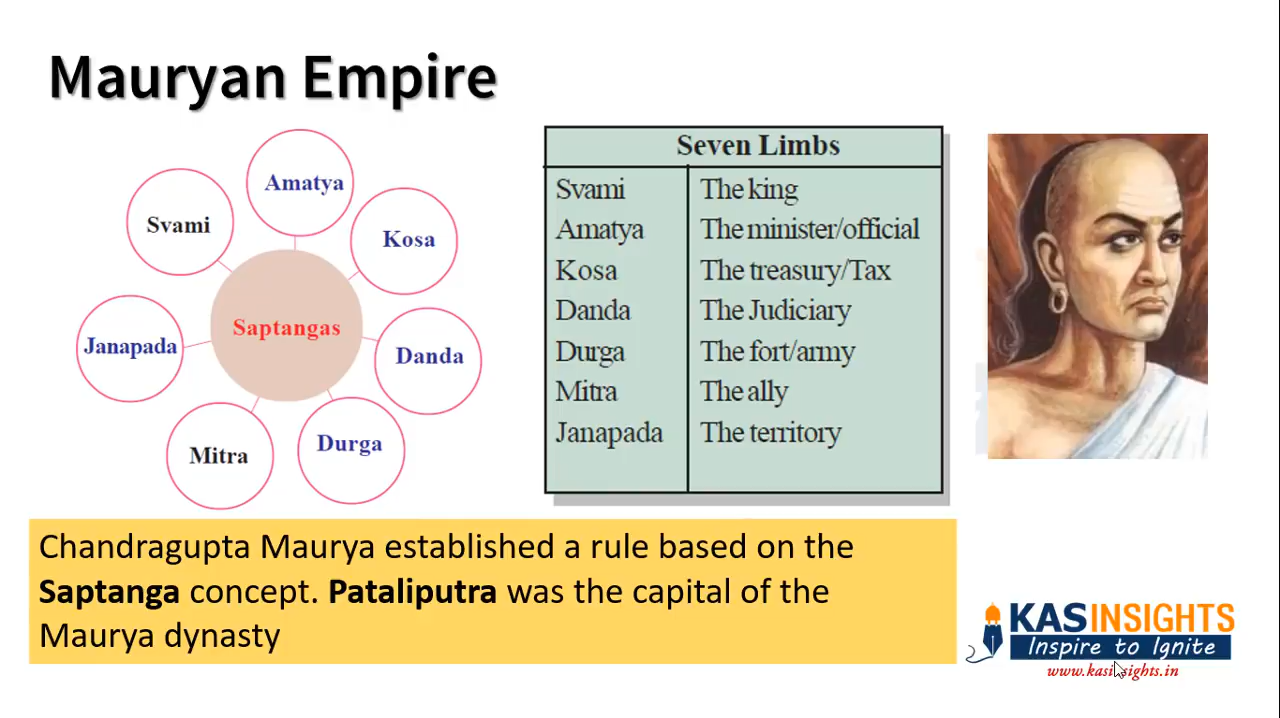 Mauryan Empire
Amatya
Svami
Kosa
Saptangas
Janapada
Danda
Mitra
Durga
Seven Limbs
Svami The king
Amatya The minister/official
Kosa The treasury/Tax
Danda The Judiciary
Durga The fort/army
Mitra The ally
Janapada The territory
Chandragupta Maurya established a rule based on the
Saptanga concept. Pataliputra was the capital of the
Maurya dynasty
KASINSIGHTS
Inspire to Ignite
www.kasinsights.in